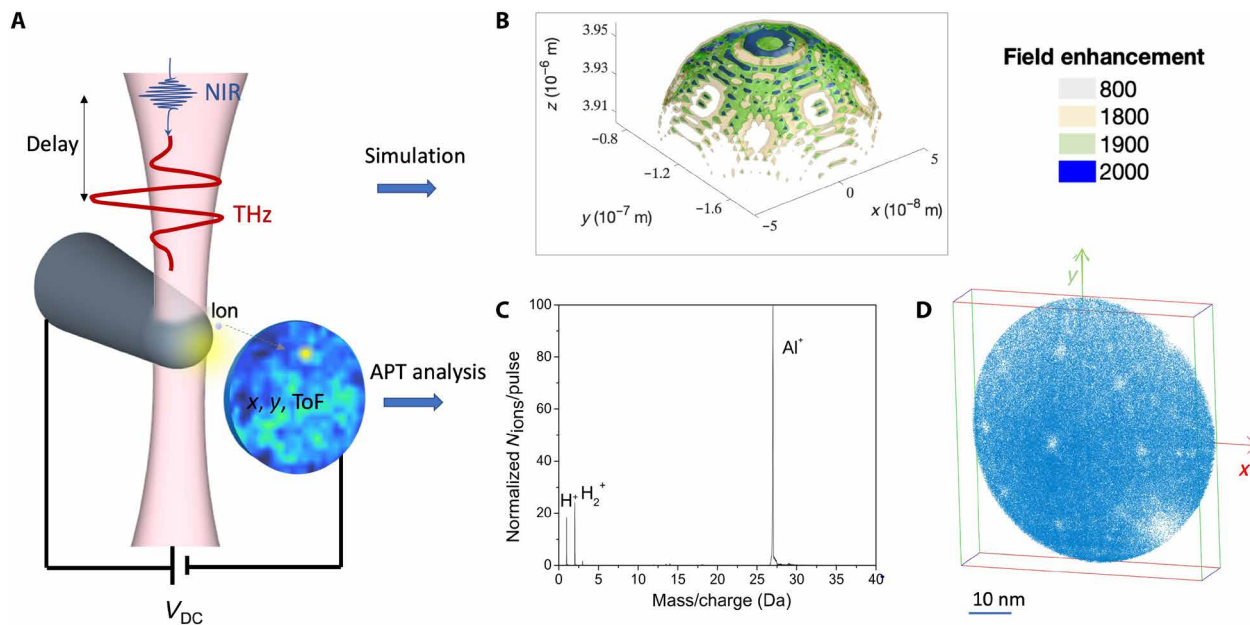 A
NIR
Delay
THz
Ion
x, y, ToF
V_DC
Simulation
APT analysis
B
3.95
3.93
3.91
z (10⁻⁶ m)
−0.8
−1.2
−1.6
y (10⁻⁷ m)
−5
0
5
x (10⁻⁸ m)
Field enhancement
800
1800
1900
2000
C
100
80
60
40
20
0
Normalized N_ions/pulse
H⁺
H₂⁺
Al⁺
0 5 10 15 20 25 30 35 40
Mass/charge (Da)
D
y
x
10 nm